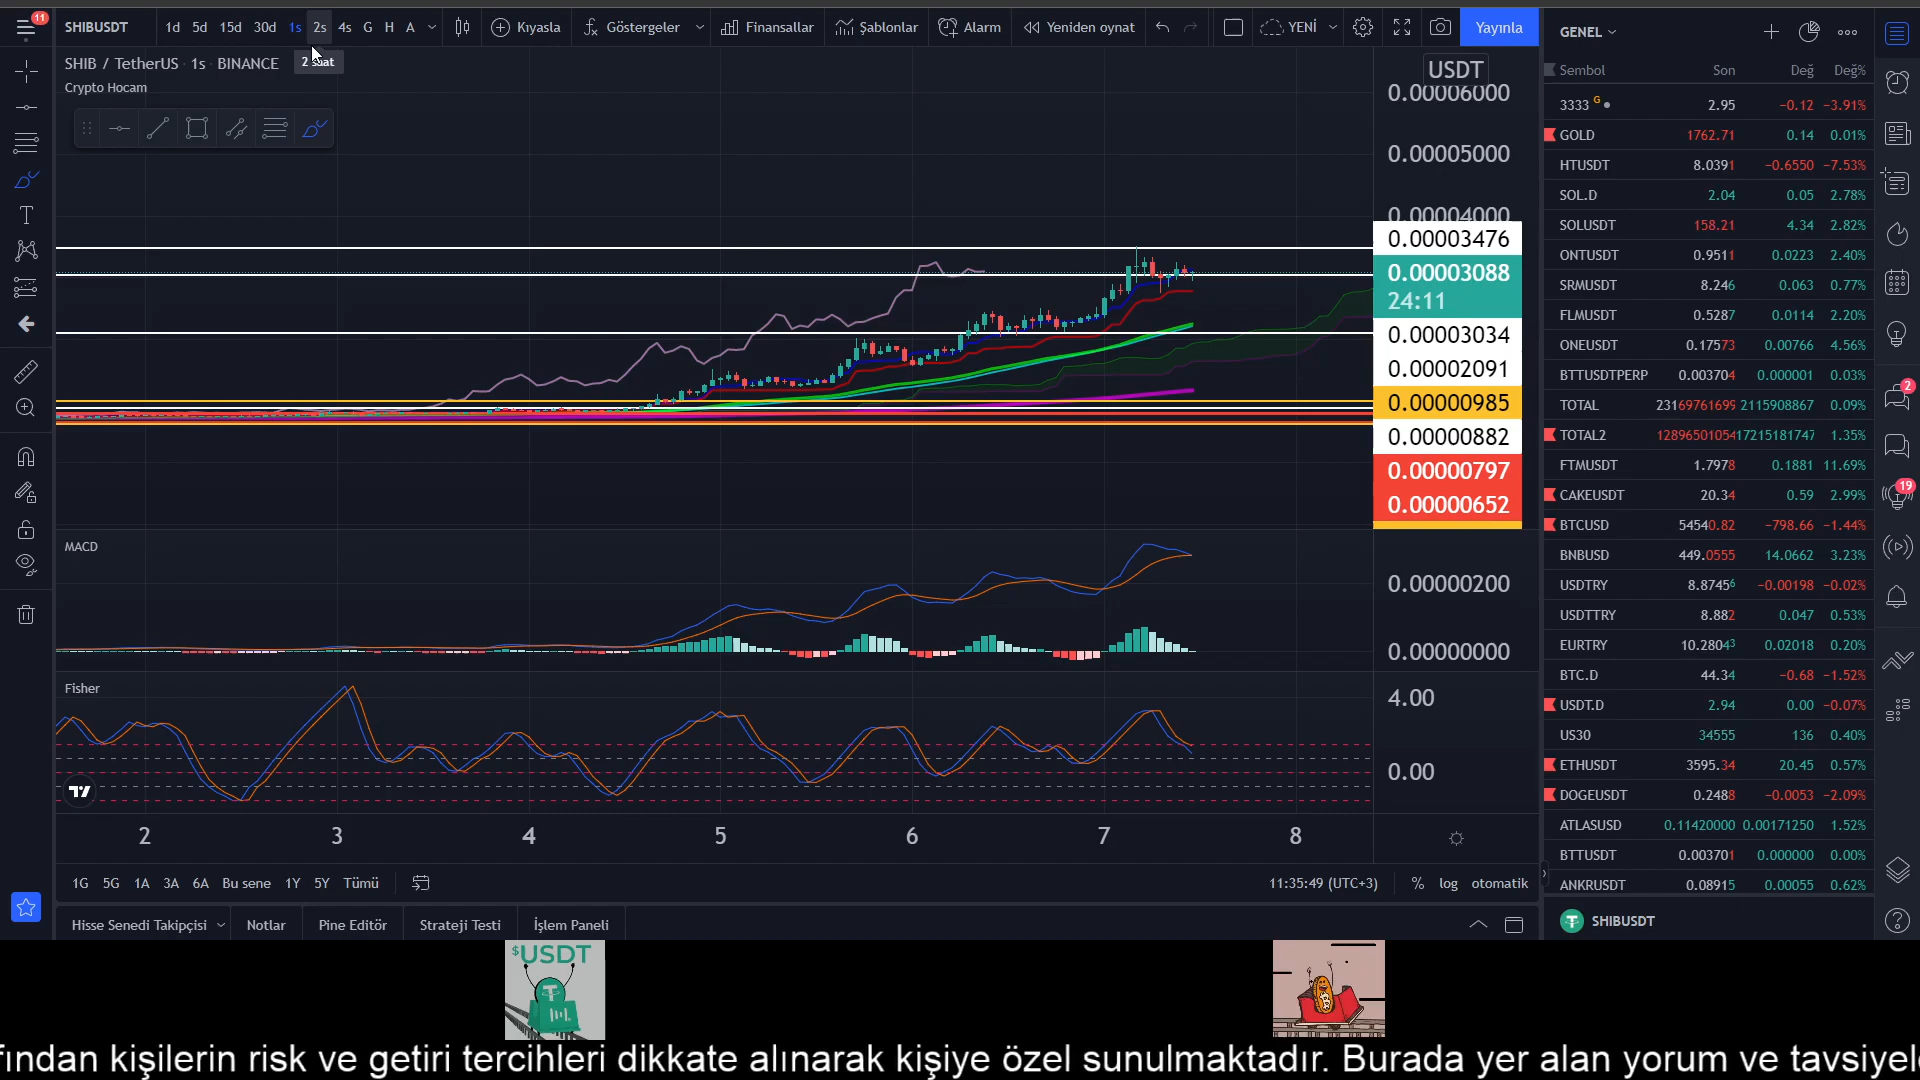 11
SHIBUSDT 1d 5d 15d 30d 1s 2s 4s G H A Kıyasla Göstergeler Finansallar Şablonlar Alarm Yeniden oynat YENİ Yayınla
SHIB / TetherUS · 1s · BINANCE
2 saat
Crypto Hocam
USDT
0.00006000
0.00005000
0.00004000
0.00003476
0.00003088
24:11
0.00003034
0.00002091
0.00000985
0.00000882
0.00000797
0.00000652
MACD
0.00000200
0.00000000
Fisher
4.00
0.00
2 3 4 5 6 7 8
1G 5G 1A 3A 6A Bu sene 1Y 5Y Tümü 11:35:49 (UTC+3) % log otomatik
Hisse Senedi Takipçisi Notlar Pine Editör Strateji Testi İşlem Paneli
GENEL
Sembol Son Değ Değ%
3333 G 2.95 −0.12 −3.91%
GOLD 1762.71 0.14 0.01%
HTUSDT 8.0391 −0.6550 −7.53%
SOL.D 2.04 0.05 2.78%
SOLUSDT 158.21 4.34 2.82%
ONTUSDT 0.9511 0.0223 2.40%
SRMUSDT 8.246 0.063 0.77%
FLMUSDT 0.5287 0.0114 2.20%
ONEUSDT 0.17573 0.00766 4.56%
BTTUSDTPERP 0.003704 0.000001 0.03%
TOTAL 23169761699 2115908867 0.09%
TOTAL2 12896501054 17215181747 1.35%
FTMUSDT 1.7978 0.1881 11.69%
CAKEUSDT 20.34 0.59 2.99%
BTCUSD 54540.82 −798.66 −1.44%
BNBUSD 449.0555 14.0662 3.23%
USDTRY 8.87456 −0.00198 −0.02%
USDTTRY 8.882 0.047 0.53%
EURTRY 10.28043 0.02018 0.20%
BTC.D 44.34 −0.68 −1.52%
USDT.D 2.94 0.00 −0.07%
US30 34555 136 0.40%
ETHUSDT 3595.34 20.45 0.57%
DOGEUSDT 0.2488 −0.0053 −2.09%
ATLASUSD 0.11420000 0.00171250 1.52%
BTTUSDT 0.003701 0.000000 0.00%
ANKRUSDT 0.08915 0.00055 0.62%
SHIBUSDT
2
19
$USDT
fından kişilerin risk ve getiri tercihleri dikkate alınarak kişiye özel sunulmaktadır. Burada yer alan yorum ve tavsiyel